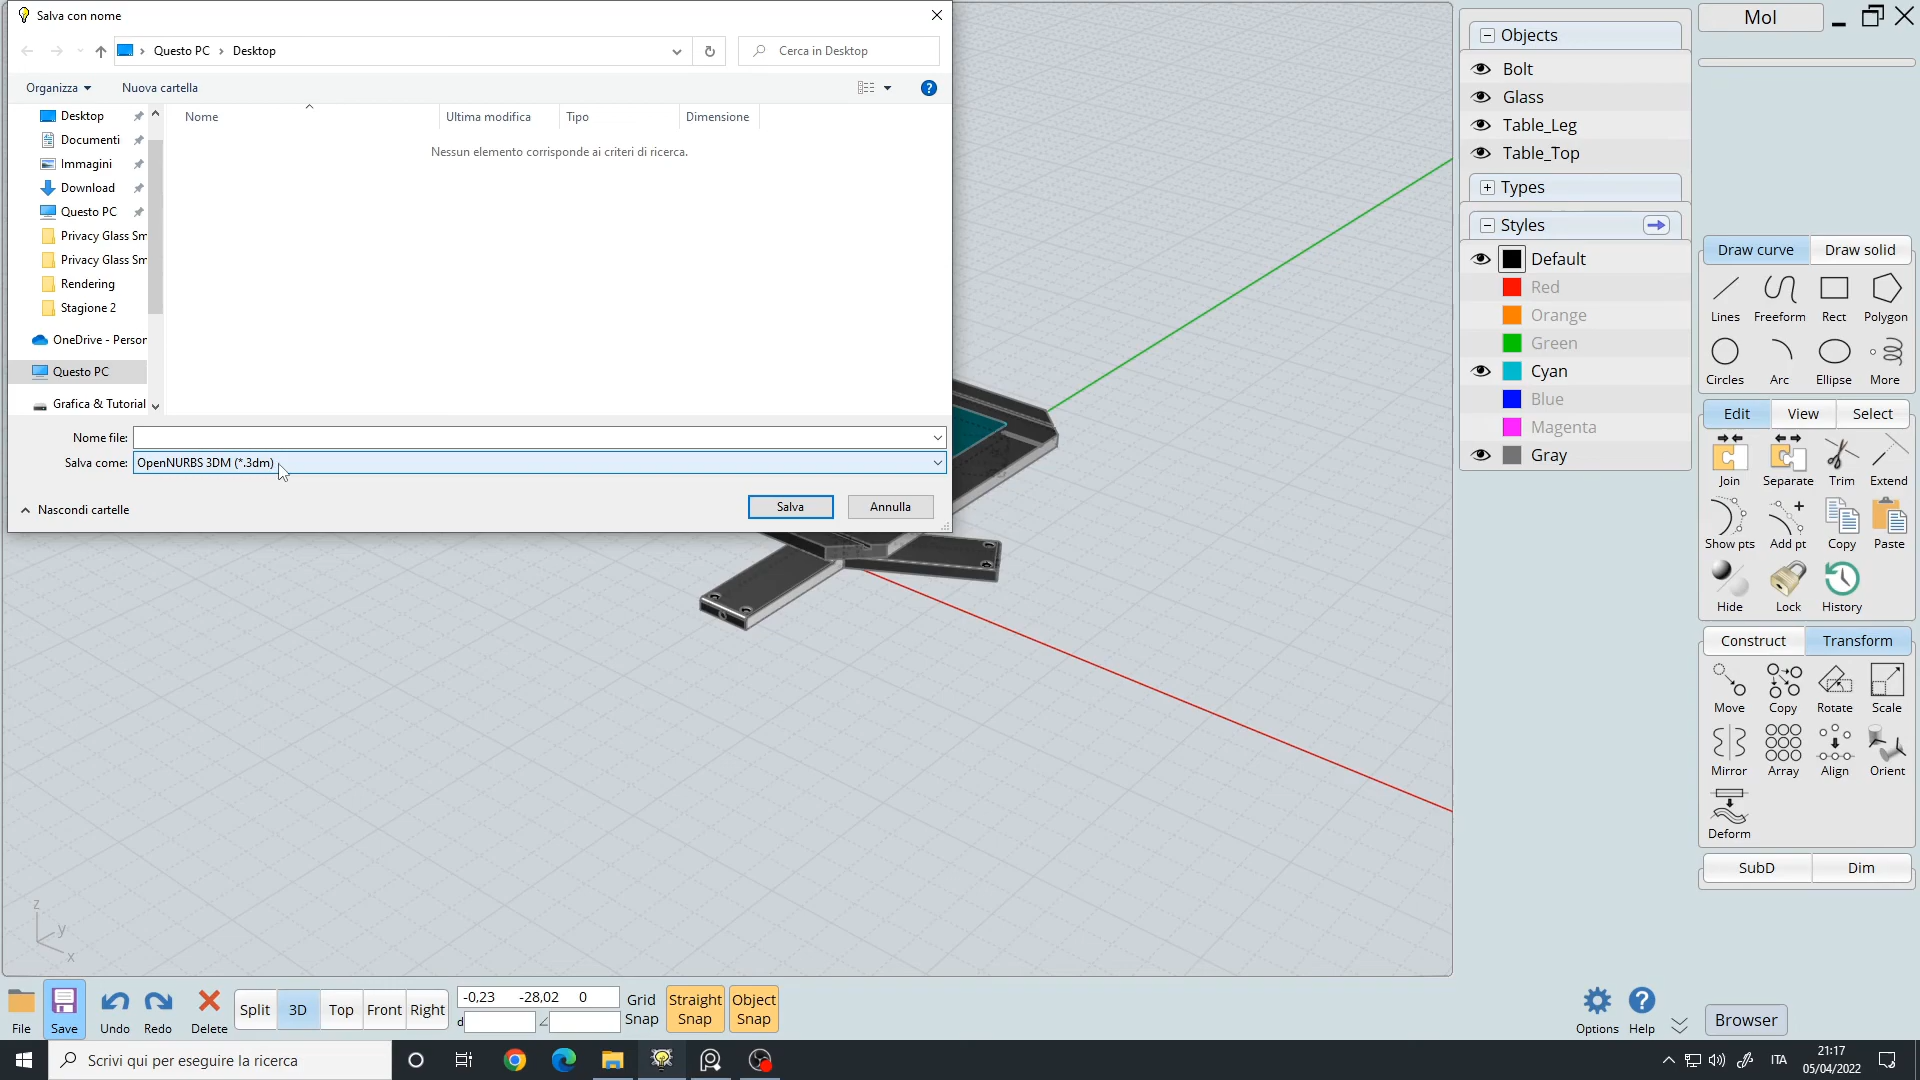 Salva con nome
Questo PC › Desktop
Cerca in Desktop
Organizza
Nuova cartella
Nome
Ultima modifica
Tipo
Dimensione
Nessun elemento corrisponde ai criteri di ricerca.
Desktop
Documenti
Immagini
Download
Questo PC
Privacy Glass Sm
Privacy Glass Sm
Rendering
Stagione 2
OneDrive - Person
Questo PC
Grafica & Tutorial
Nome file:
Salva come:
OpenNURBS 3DM (*.3dm)
Nascondi cartelle
Salva
Annulla
Objects
Bolt
Glass
Table_Leg
Table_Top
Types
Styles
Default
Red
Orange
Green
Cyan
Blue
Magenta
Gray
MoI
Draw curve
Draw solid
Lines
Freeform
Rect
Polygon
Circles
Arc
Ellipse
More
Edit
View
Select
Join
Separate
Trim
Extend
Show pts
Add pt
Copy
Paste
Hide
Lock
History
Construct
Transform
Move
Copy
Rotate
Scale
Mirror
Array
Align
Orient
Deform
SubD
Dim
z
y
x
File
Save
Undo
Redo
Delete
Split
3D
Top
Front
Right
-0,23 -28,02 0
d
Grid Snap
Straight Snap
Object Snap
Options
Help
Browser
Scrivi qui per eseguire la ricerca
ITA
21:17
05/04/2022